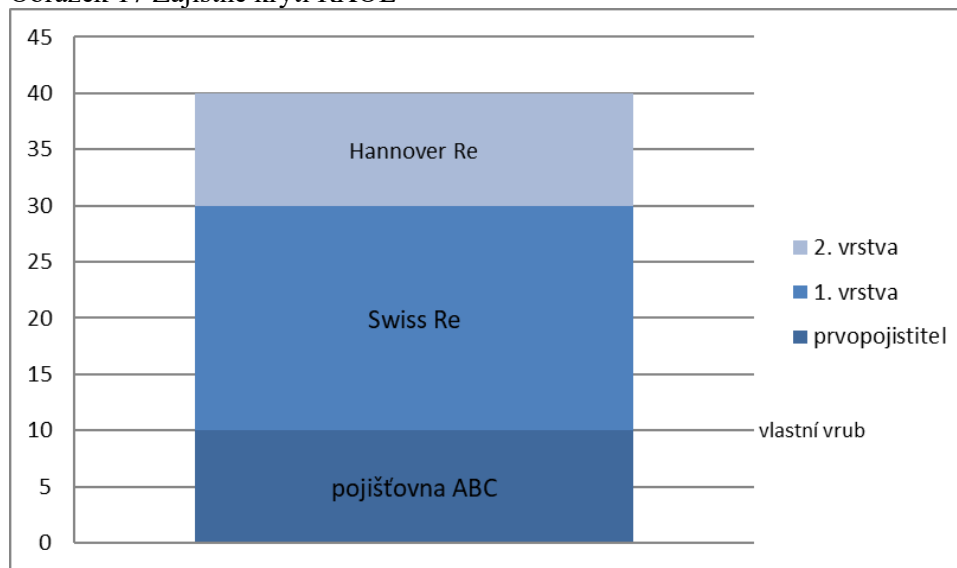 45
40
35
30
25
20
15
10
5
0
Hannover Re
Swiss Re
pojišťovna ABC
2. vrstva
1. vrstva
prvopojistitel
vlastní vrub